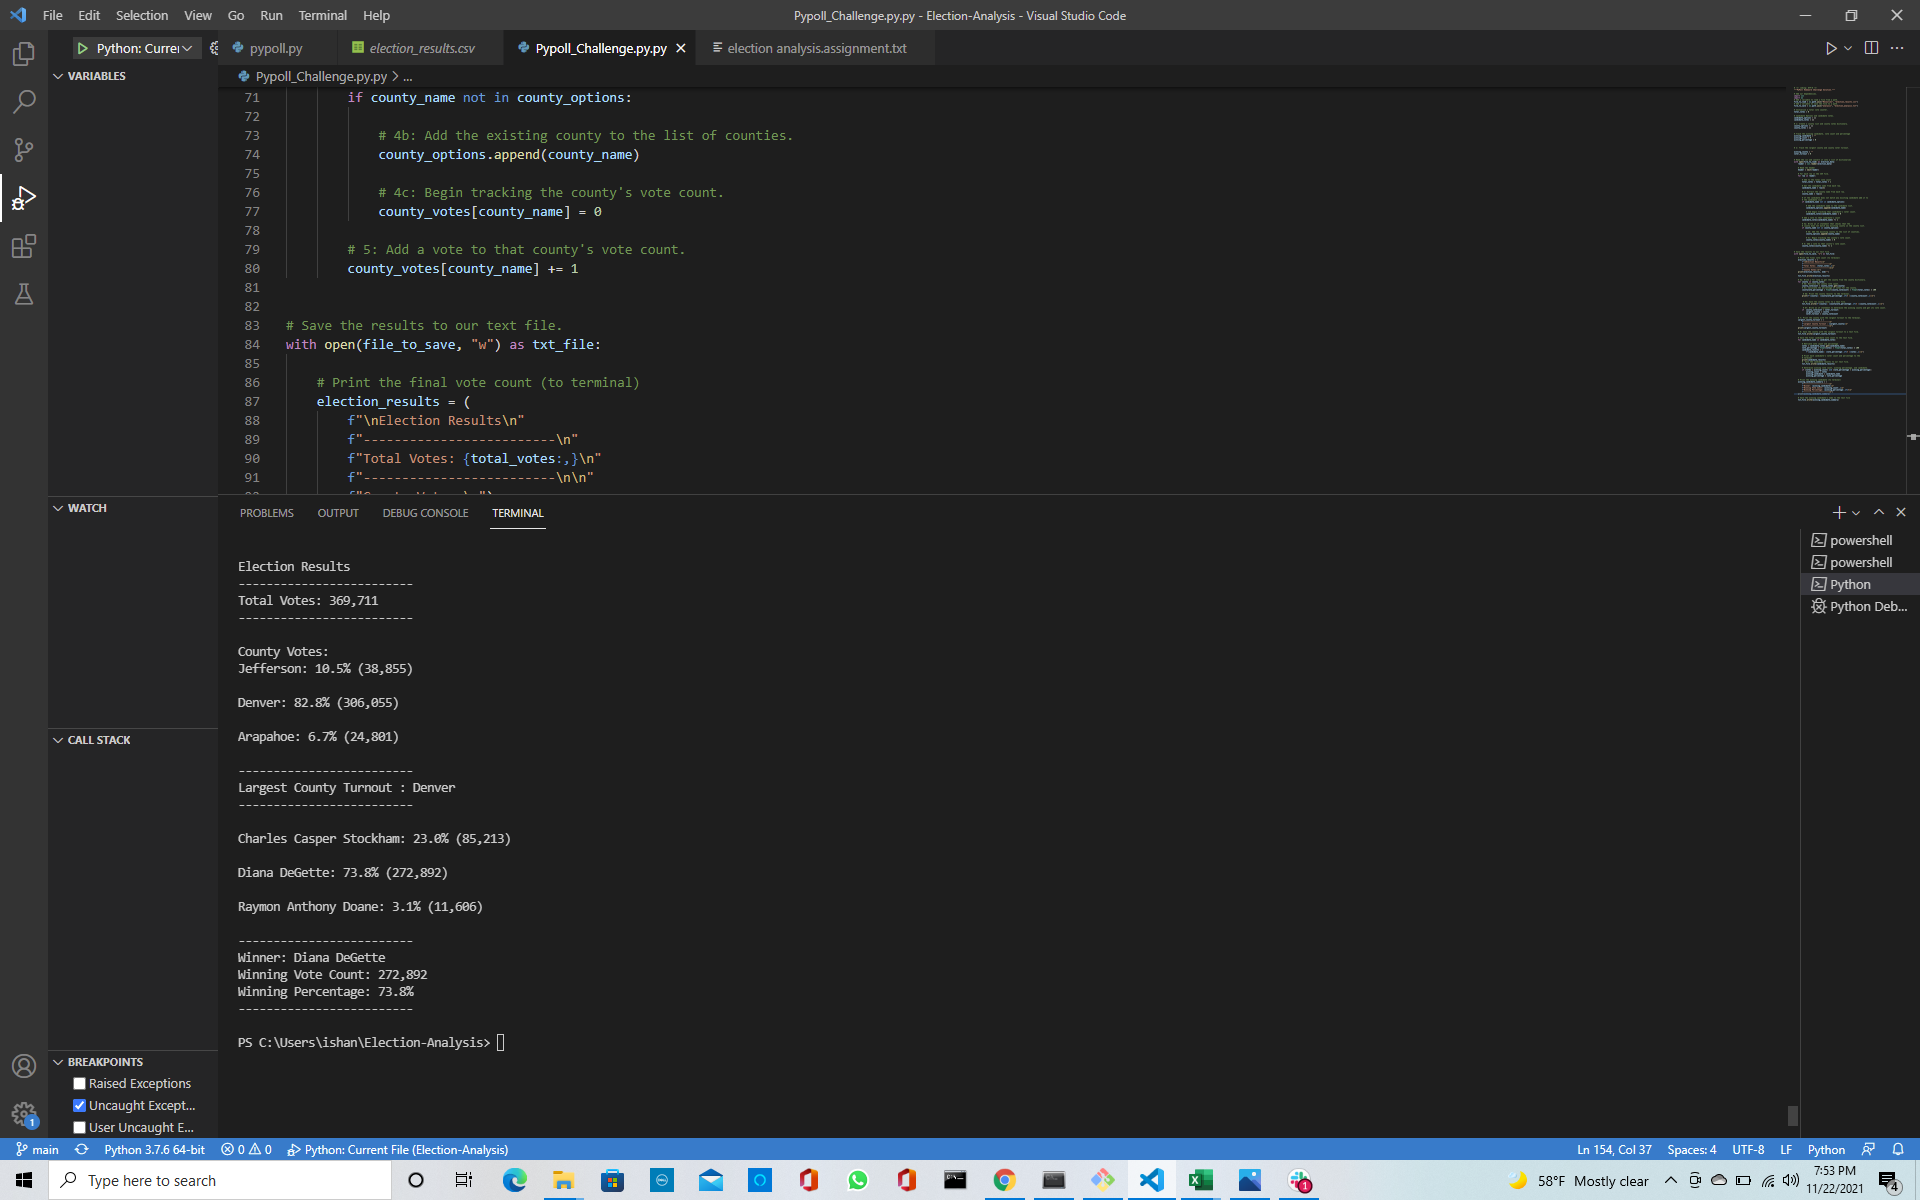 File Edit Selection View Go Run Terminal Help
Pypoll_Challenge.py.py - Election-Analysis - Visual Studio Code
Python: Currei
pypoll.py
election_results.csv
Pypoll_Challenge.py.py
election analysis.assignment.txt
VARIABLES
Pypoll_Challenge.py.py > ...
71 if county_name not in county_options:
72
73 # 4b: Add the existing county to the list of counties.
74 county_options.append(county_name)
75
76 # 4c: Begin tracking the county's vote count.
77 county_votes[county_name] = 0
78
79 # 5: Add a vote to that county's vote count.
80 county_votes[county_name] += 1
81
82
83 # Save the results to our text file.
84 with open(file_to_save, "w") as txt_file:
85
86 # Print the final vote count (to terminal)
87 election_results = (
88 f"\nElection Results\n"
89 f"-------------------------\n"
90 f"Total Votes: {total_votes:,}\n"
91 f"-------------------------\n\n"
WATCH
PROBLEMS OUTPUT DEBUG CONSOLE TERMINAL
powershell
powershell
Python
Python Deb...
Election Results
-------------------------
Total Votes: 369,711
-------------------------
County Votes:
Jefferson: 10.5% (38,855)
Denver: 82.8% (306,055)
Arapahoe: 6.7% (24,801)
-------------------------
Largest County Turnout : Denver
-------------------------
Charles Casper Stockham: 23.0% (85,213)
Diana DeGette: 73.8% (272,892)
Raymon Anthony Doane: 3.1% (11,606)
-------------------------
Winner: Diana DeGette
Winning Vote Count: 272,892
Winning Percentage: 73.8%
-------------------------
PS C:\Users\ishan\Election-Analysis>
CALL STACK
BREAKPOINTS
Raised Exceptions
Uncaught Except...
User Uncaught E...
1
main Python 3.7.6 64-bit 0 0 Python: Current File (Election-Analysis)
Ln 154, Col 37 Spaces: 4 UTF-8 LF Python
Type here to search
1
58°F Mostly clear
7:53 PM
11/22/2021
4